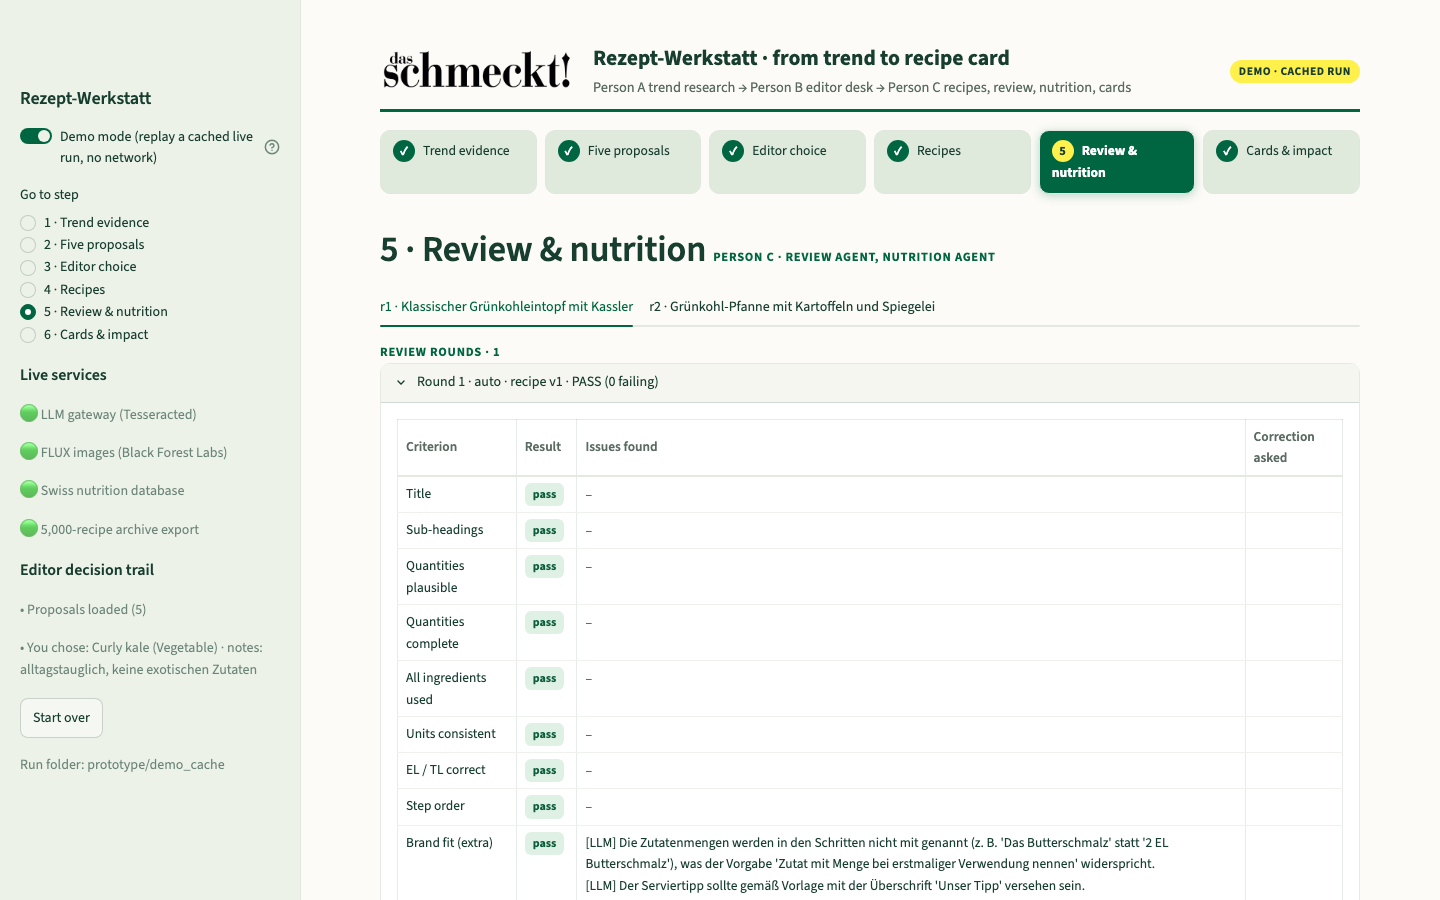 Rezept-Werkstatt
Demo mode (replay a cached live
run, no network)
?
Go to step
1 · Trend evidence
2 · Five proposals
3 · Editor choice
4 · Recipes
5 · Review & nutrition
6 · Cards & impact
Live services
LLM gateway (Tesseracted)
FLUX images (Black Forest Labs)
Swiss nutrition database
5,000-recipe archive export
Editor decision trail
• Proposals loaded (5)
• You chose: Curly kale (Vegetable) · notes:
alltagstauglich, keine exotischen Zutaten
Start over
Run folder: prototype/demo_cache
das
schmeckt!
Rezept-Werkstatt · from trend to recipe card
Person A trend research → Person B editor desk → Person C recipes, review, nutrition, cards
DEMO · CACHED RUN
✓ Trend evidence
✓ Five proposals
✓ Editor choice
✓ Recipes
5 Review &
nutrition
✓ Cards & impact
5 · Review & nutrition PERSON C · REVIEW AGENT, NUTRITION AGENT
r1 · Klassischer Grünkohleintopf mit Kassler
r2 · Grünkohl-Pfanne mit Kartoffeln und Spiegelei
REVIEW ROUNDS · 1
Round 1 · auto · recipe v1 · PASS (0 failing)
Criterion Result Issues found Correction
asked
Title pass –
Sub-headings pass –
Quantities pass –
plausible
Quantities pass –
complete
All ingredients pass –
used
Units consistent pass –
EL / TL correct pass –
Step order pass –
Brand fit (extra) pass [LLM] Die Zutatenmengen werden in den Schritten nicht mit genannt (z. B. 'Das Butterschmalz' statt '2 EL
Butterschmalz'), was der Vorgabe 'Zutat mit Menge bei erstmaliger Verwendung nennen' widerspricht.
[LLM] Der Serviertipp sollte gemäß Vorlage mit der Überschrift 'Unser Tipp' versehen sein.